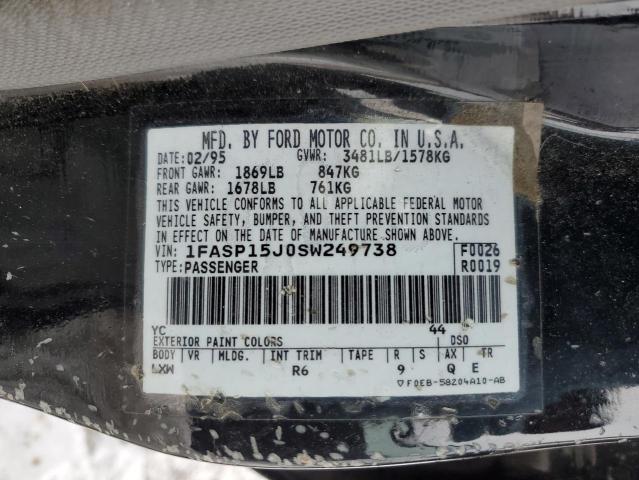 MFD. BY FORD MOTOR CO. IN U.S.A.
DATE: 02/95 GVWR: 3481LB/1578KG
FRONT GAWR: 1869LB 847KG
REAR GAWR: 1678LB 761KG
THIS VEHICLE CONFORMS TO ALL APPLICABLE FEDERAL MOTOR
VEHICLE SAFETY, BUMPER, AND THEFT PREVENTION STANDARDS
IN EFFECT ON THE DATE OF MANUFACTURE SHOWN ABOVE.
VIN: 1FASP15J0SW249738 F0026
TYPE: PASSENGER R0019
YC 44
EXTERIOR PAINT COLORS DSO
BODY VR MLDG. INT TRIM TAPE R S AX TR
LXW R6 9 Q E
▽F0EB-58204A10-AB